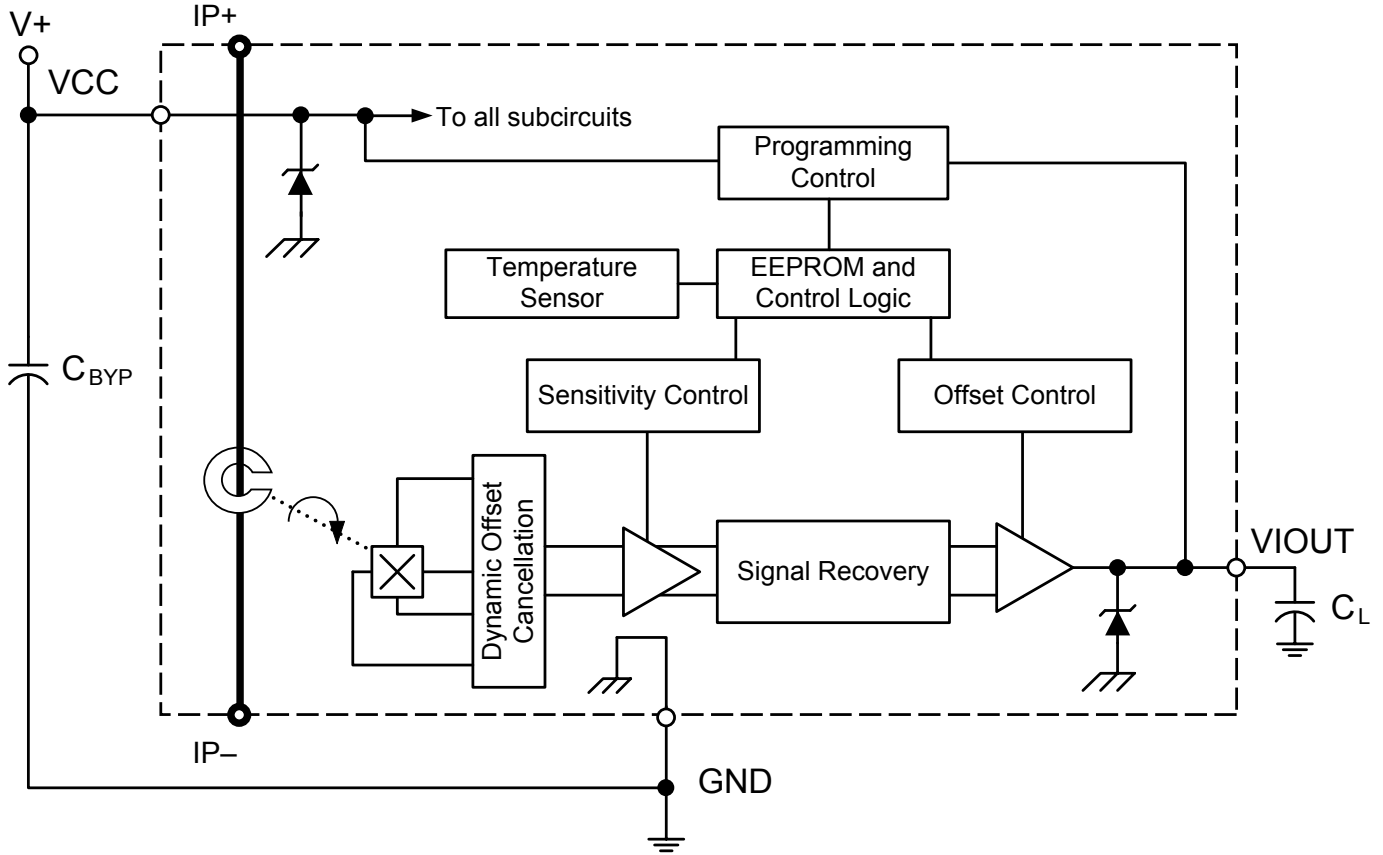 IP+
V+
VCC
To all subcircuits
Programming
Control
Temperature
Sensor
EEPROM and
Control Logic
CBYP
Sensitivity Control
Offset Control
Dynamic Offset
Cancellation
Signal Recovery
VIOUT
CL
IP–
GND